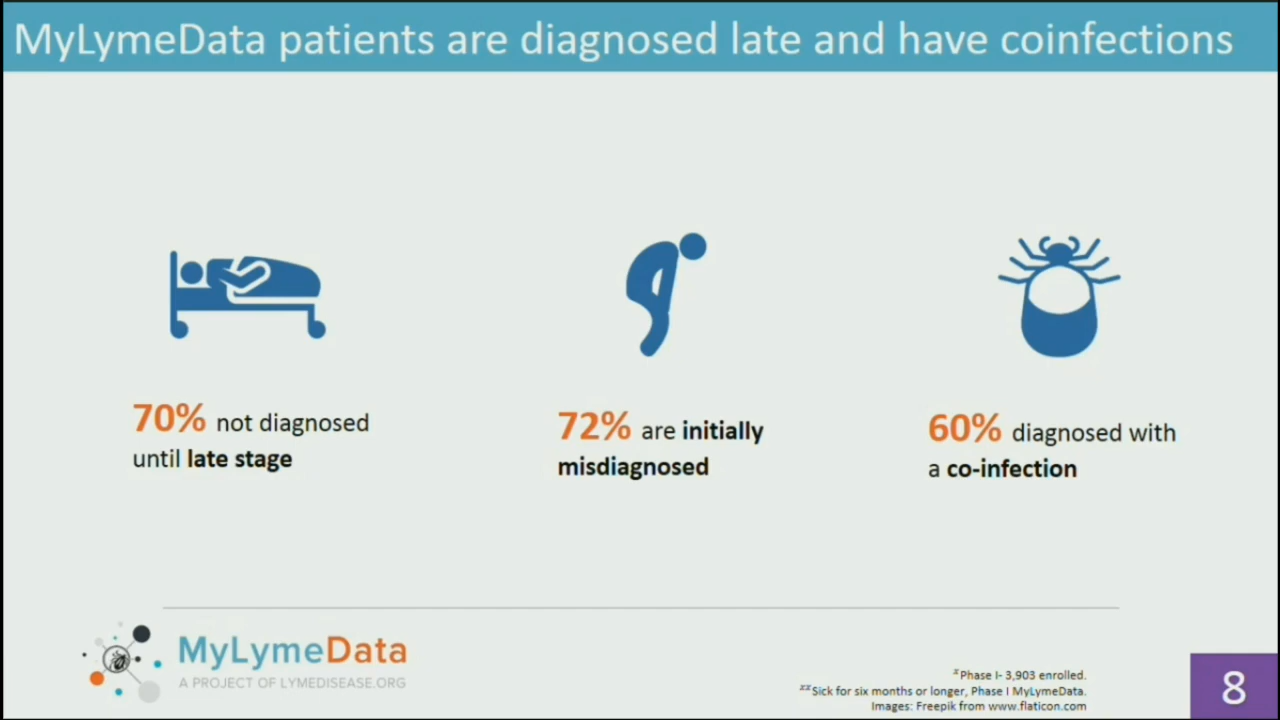 MyLymeData patients are diagnosed late and have coinfections
70% not diagnosed
until late stage
72% are initially
misdiagnosed
60% diagnosed with
a co-infection
MyLymeData
A PROJECT OF LYMEDISEASE.ORG
x Phase I- 3,903 enrolled.
xx Sick for six months or longer, Phase I MyLymeData.
Images: Freepik from www.flaticon.com
8